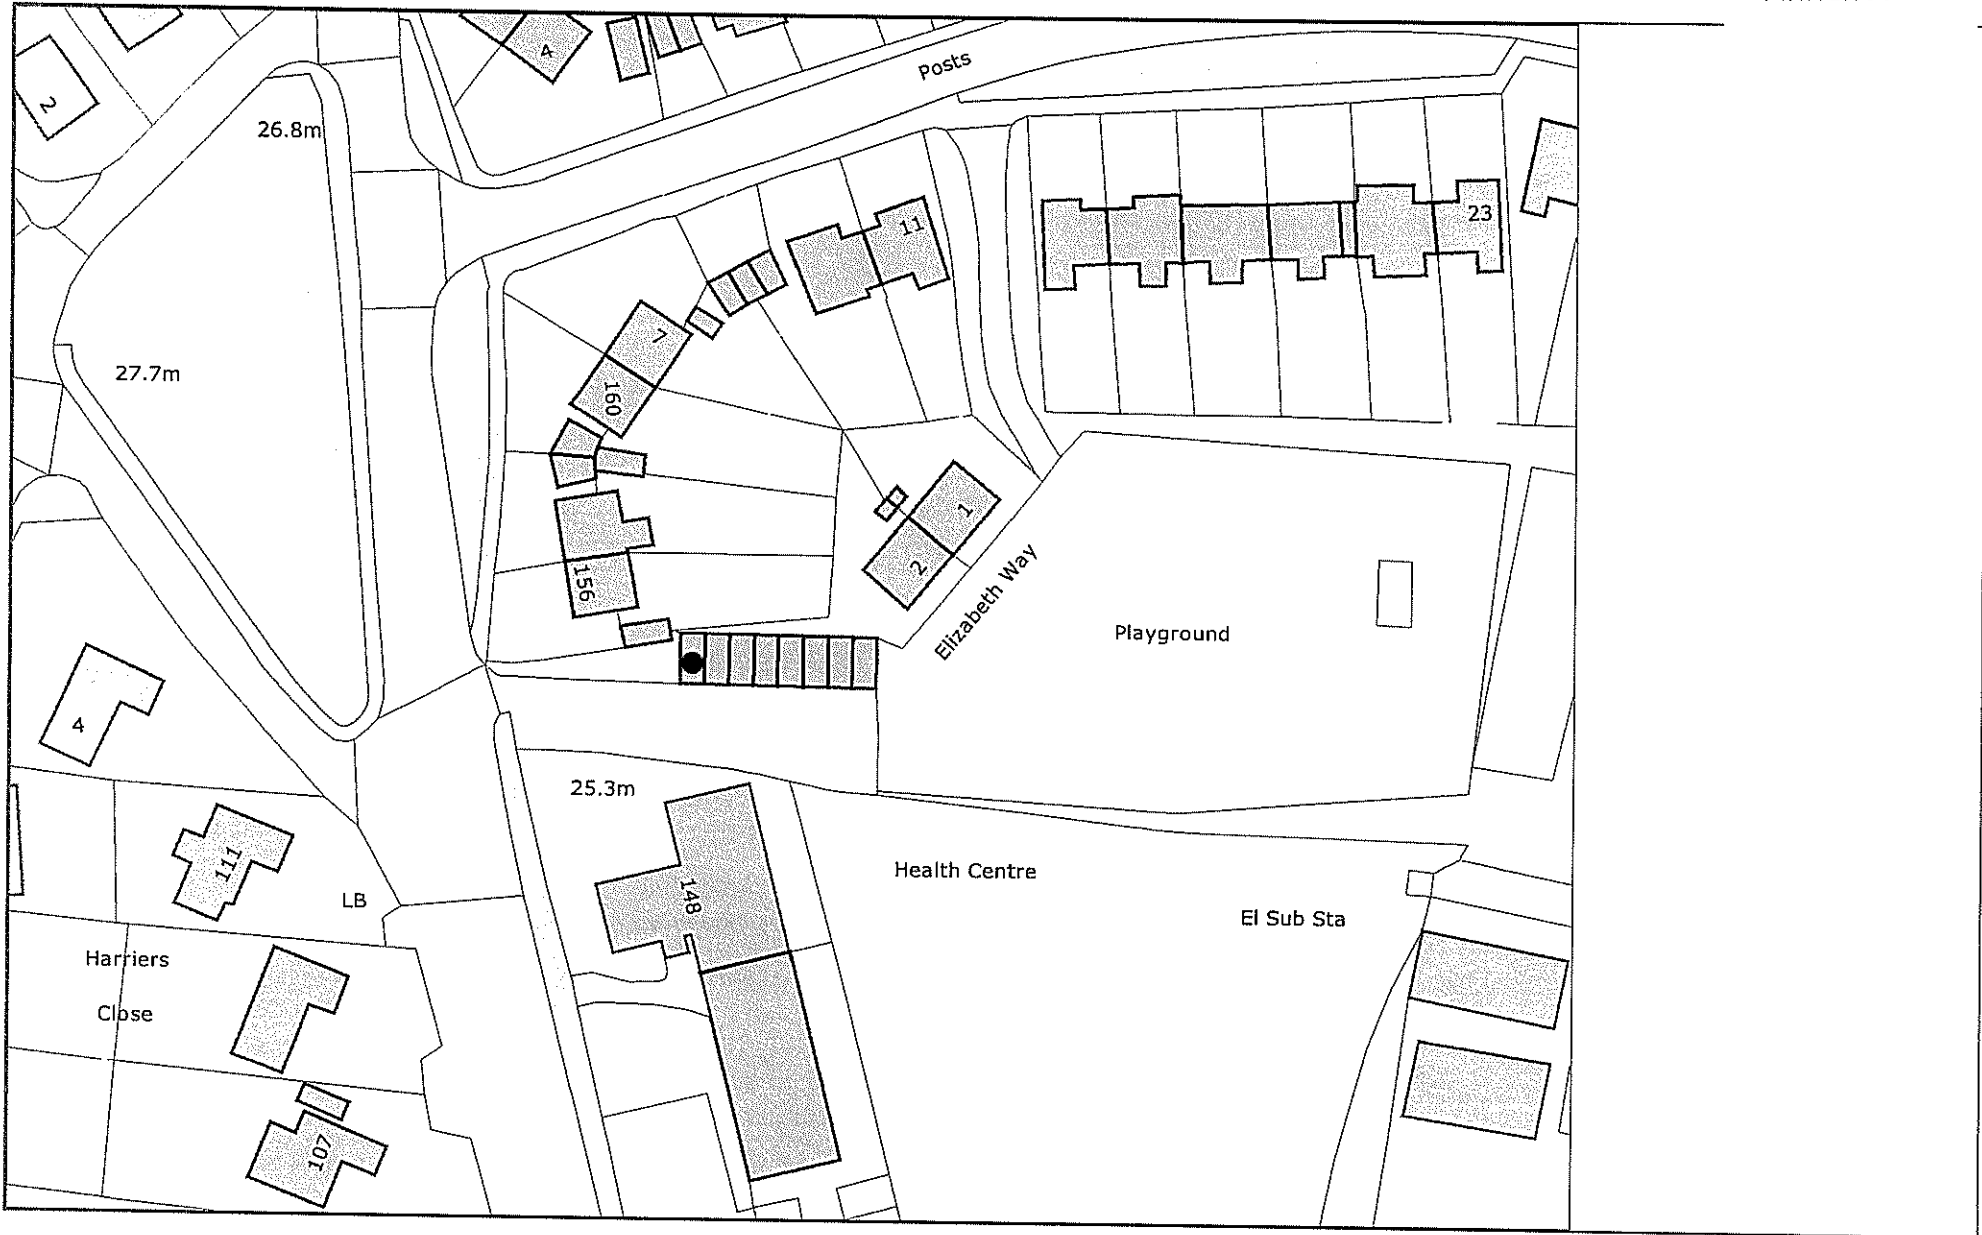 4
2
Posts
26.8m
11
23
7
27.7m
160
1
2
156
Elizabeth Way
Playground
4
25.3m
111
148
Health Centre
LB
El Sub Sta
Harriers
Close
107